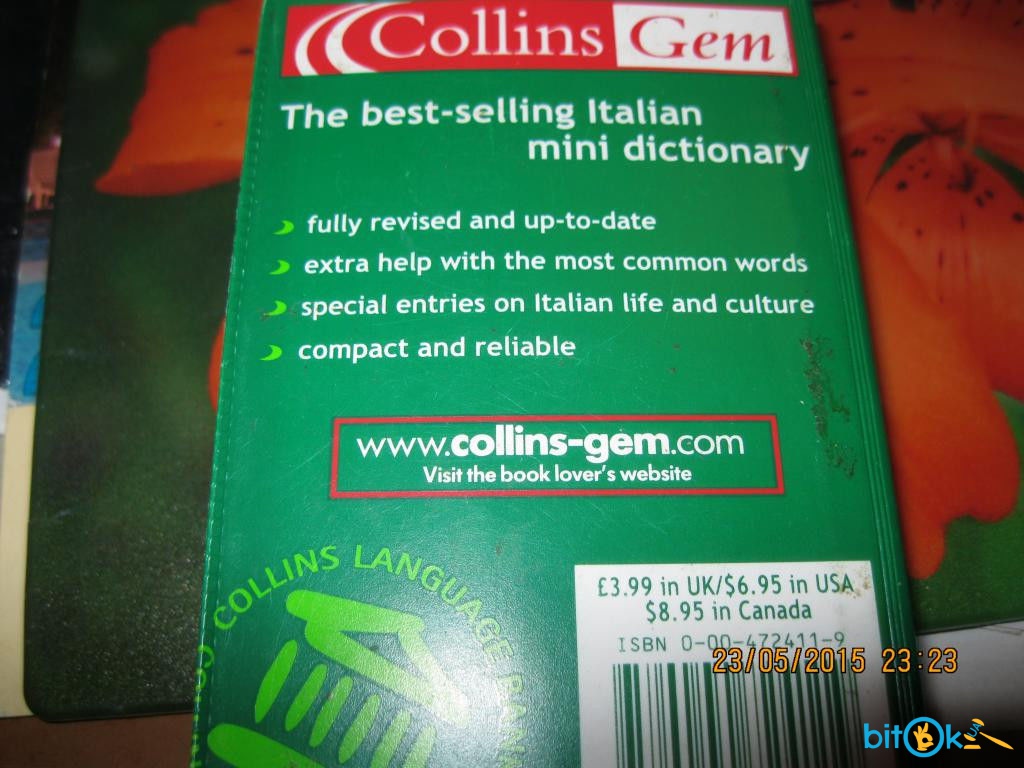 Collins Gem
The best-selling Italian
mini dictionary
fully revised and up-to-date
extra help with the most common words
special entries on Italian life and culture
compact and reliable
www.collins-gem.com
Visit the book lover's website
COLLINS LANGUAGE
£3.99 in UK/$6.95 in USA
$8.95 in Canada
ISBN 0-00-472411-9
23/05/2015 23:23
bitOk UA